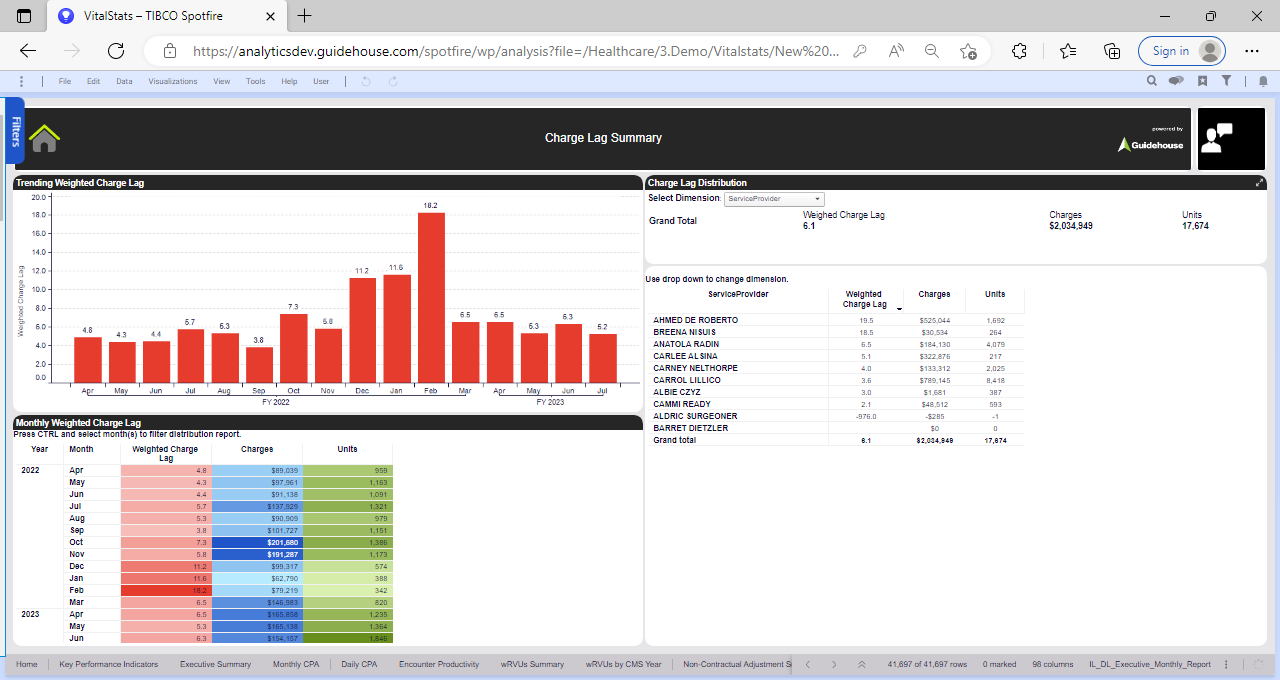 VitalStats – TIBCO Spotfire
https://analyticsdev.guidehouse.com/spotfire/wp/analysis?file=/Healthcare/3.Demo/Vitalstats/New%20...
Sign in
File Edit Data Visualizations View Tools Help User
Filters
Charge Lag Summary
powered by
Guidehouse
Trending Weighted Charge Lag
Weighted Charge Lag
20.0
18.0
16.0
14.0
12.0
10.0
8.0
6.0
4.0
2.0
0.0
4.8 4.3 4.4 5.7 5.3 3.8 7.3 5.8 11.2 11.6 18.2 6.5 6.5 5.3 6.3 5.2
Apr May Jun Jul Aug Sep Oct Nov Dec Jan Feb Mar Apr May Jun Jul
FY 2022 FY 2023
Monthly Weighted Charge Lag
Press CTRL and select month(s) to filter distribution report.
Year Month Weighted Charge Lag Charges Units
2022 Apr 4.8 $89,039 959
May 4.3 $97,961 1,163
Jun 4.4 $91,138 1,091
Jul 5.7 $137,929 1,321
Aug 5.3 $90,909 979
Sep 3.8 $101,727 1,151
Oct 7.3 $201,680 1,386
Nov 5.8 $191,287 1,173
Dec 11.2 $99,317 574
Jan 11.6 $62,790 388
Feb 18.2 $79,219 342
Mar 6.5 $146,983 820
2023 Apr 6.5 $165,858 1,235
May 5.3 $165,138 1,364
Jun 6.3 $154,157 1,846
Charge Lag Distribution
Select Dimension: ServiceProvider
Weighed Charge Lag Charges Units
Grand Total 6.1 $2,034,949 17,674
Use drop down to change dimension.
ServiceProvider Weighted Charge Lag Charges Units
AHMED DE ROBERTO 19.5 $525,044 1,692
BREENA NISUIS 18.5 $30,534 264
ANATOLA RADIN 6.5 $184,130 4,079
CARLEE ALSINA 5.1 $322,876 217
CARNEY NELTHORPE 4.0 $133,312 2,025
CARROL LILLICO 3.6 $789,145 8,418
ALBIE CZYZ 3.0 $1,681 387
CAMMI READY 2.1 $48,512 593
ALDRIC SURGEONER -976.0 -$285 -1
BARRET DIETZLER $0 0
Grand total 6.1 $2,034,949 17,674
Home Key Performance Indicators Executive Summary Monthly CPA Daily CPA Encounter Productivity wRVUs Summary wRVUs by CMS Year Non-Contractual Adjustment S
41,697 of 41,697 rows 0 marked 98 columns IL_DL_Executive_Monthly_Report